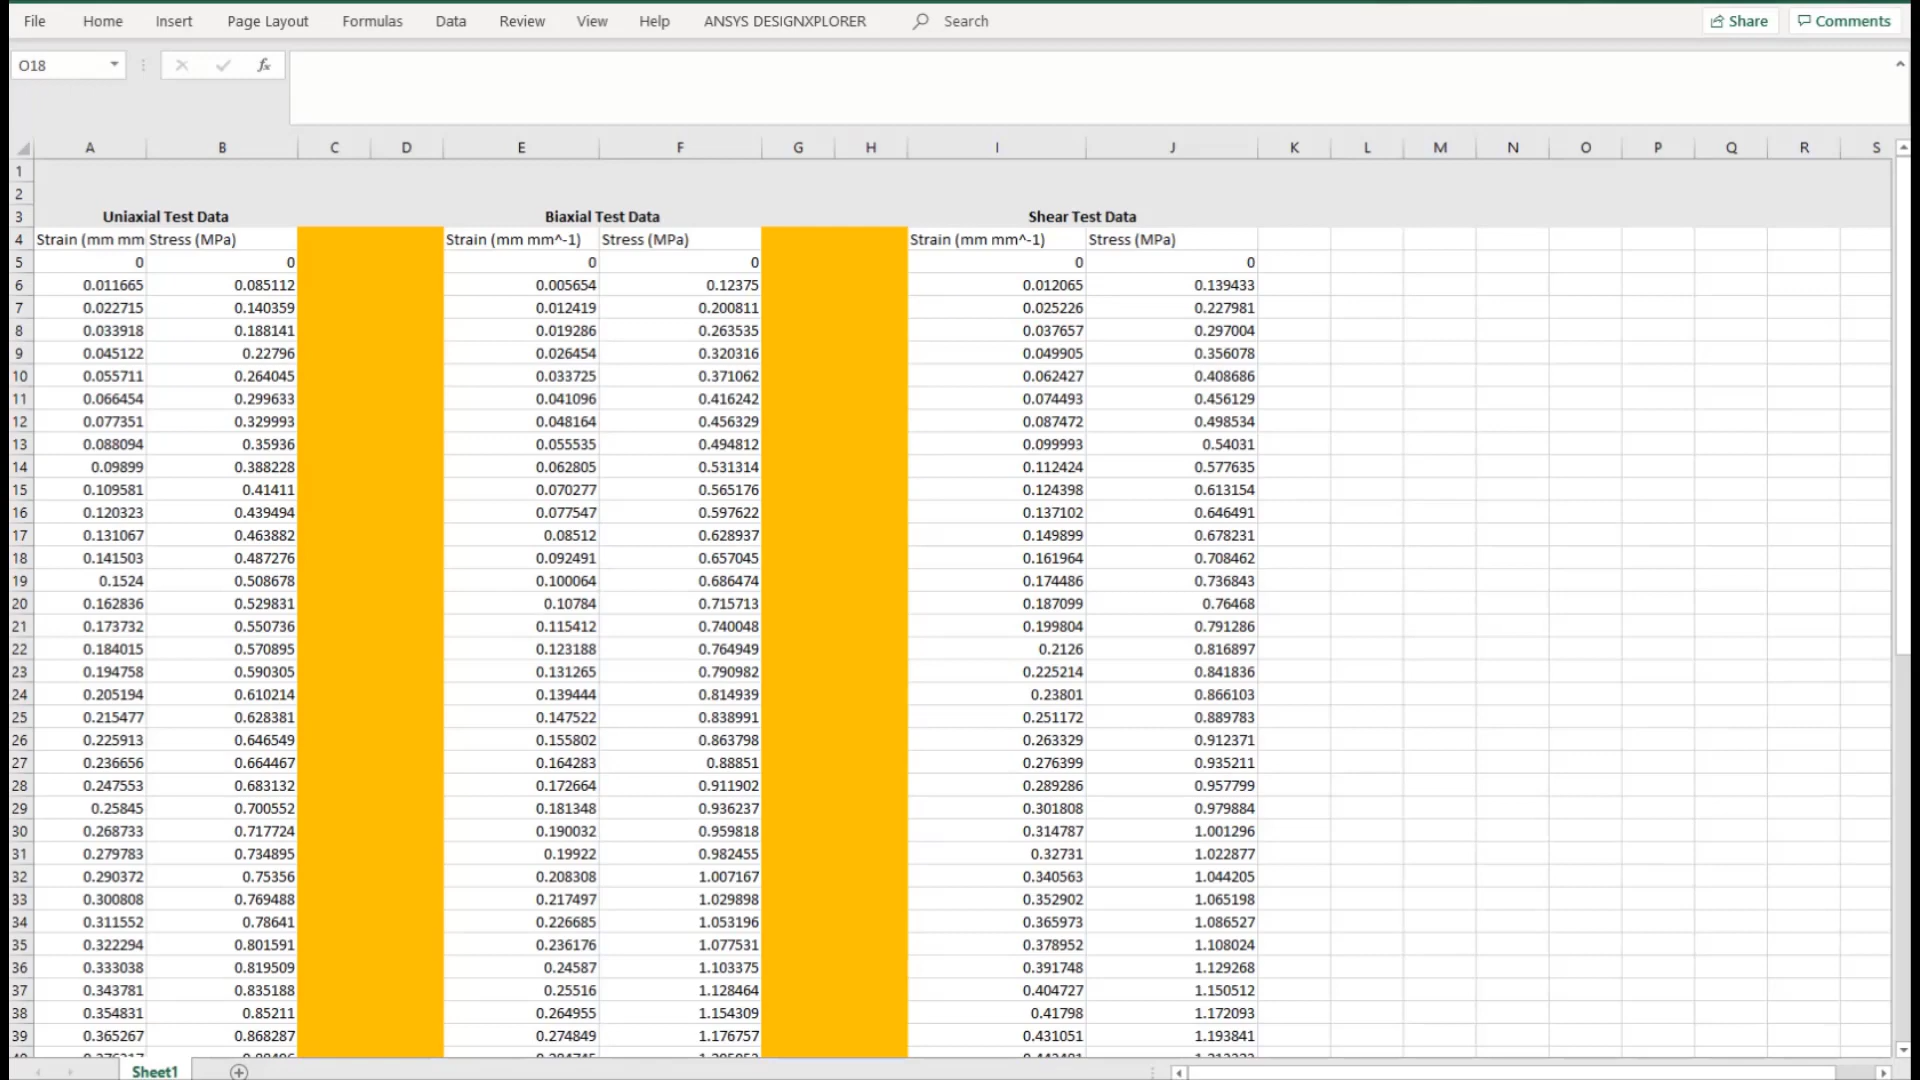 File Home Insert Page Layout Formulas Data Review View Help ANSYS DESIGNXPLORER Search Share Comments
O18 fx
A B C D E F G H I J K L M N O P Q R S
1
2
3 Uniaxial Test Data Biaxial Test Data Shear Test Data
4 Strain (mm mm Stress (MPa) Strain (mm mm^-1) Stress (MPa) Strain (mm mm^-1) Stress (MPa)
5 0 0 0 0 0 0
6 0.011665 0.085112 0.005654 0.12375 0.012065 0.139433
7 0.022715 0.140359 0.012419 0.200811 0.025226 0.227981
8 0.033918 0.188141 0.019286 0.263535 0.037657 0.297004
9 0.045122 0.22796 0.026454 0.320316 0.049905 0.356078
10 0.055711 0.264045 0.033725 0.371062 0.062427 0.408686
11 0.066454 0.299633 0.041096 0.416242 0.074493 0.456129
12 0.077351 0.329993 0.048164 0.456329 0.087472 0.498534
13 0.088094 0.35936 0.055535 0.494812 0.099993 0.54031
14 0.09899 0.388228 0.062805 0.531314 0.112424 0.577635
15 0.109581 0.41411 0.070277 0.565176 0.124398 0.613154
16 0.120323 0.439494 0.077547 0.597622 0.137102 0.646491
17 0.131067 0.463882 0.08512 0.628937 0.149899 0.678231
18 0.141503 0.487276 0.092491 0.657045 0.161964 0.708462
19 0.1524 0.508678 0.100064 0.686474 0.174486 0.736843
20 0.162836 0.529831 0.10784 0.715713 0.187099 0.76468
21 0.173732 0.550736 0.115412 0.740048 0.199804 0.791286
22 0.184015 0.570895 0.123188 0.764949 0.2126 0.816897
23 0.194758 0.590305 0.131265 0.790982 0.225214 0.841836
24 0.205194 0.610214 0.139444 0.814939 0.23801 0.866103
25 0.215477 0.628381 0.147522 0.838991 0.251172 0.889783
26 0.225913 0.646549 0.155802 0.863798 0.263329 0.912371
27 0.236656 0.664467 0.164283 0.88851 0.276399 0.935211
28 0.247553 0.683132 0.172664 0.911902 0.289286 0.957799
29 0.25845 0.700552 0.181348 0.936237 0.301808 0.979884
30 0.268733 0.717724 0.190032 0.959818 0.314787 1.001296
31 0.279783 0.734895 0.19922 0.982455 0.32731 1.022877
32 0.290372 0.75356 0.208308 1.007167 0.340563 1.044205
33 0.300808 0.769488 0.217497 1.029898 0.352902 1.065198
34 0.311552 0.78641 0.226685 1.053196 0.365973 1.086527
35 0.322294 0.801591 0.236176 1.077531 0.378952 1.108024
36 0.333038 0.819509 0.24587 1.103375 0.391748 1.129268
37 0.343781 0.835188 0.25516 1.128464 0.404727 1.150512
38 0.354831 0.85211 0.264955 1.154309 0.41798 1.172093
39 0.365267 0.868287 0.274849 1.176757 0.431051 1.193841
Sheet1